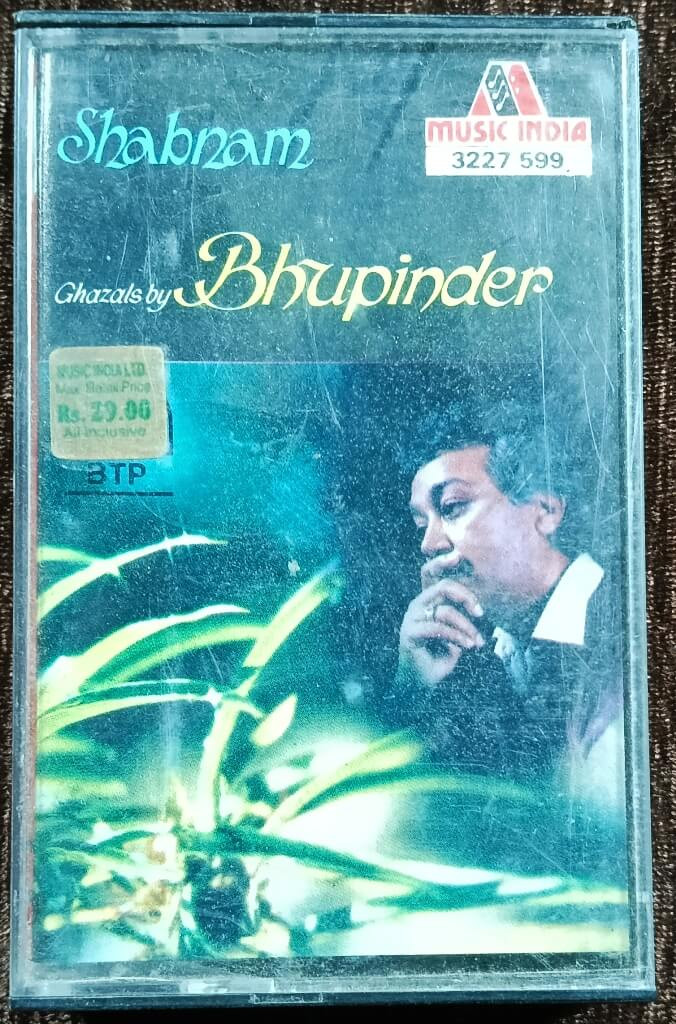 Shabnam
MUSIC INDIA
3227 599
Ghazals by Bhupinder
MUSIC INDIA LTD.
Max. Sales Price
Rs. 29.00
All inclusive
BTP